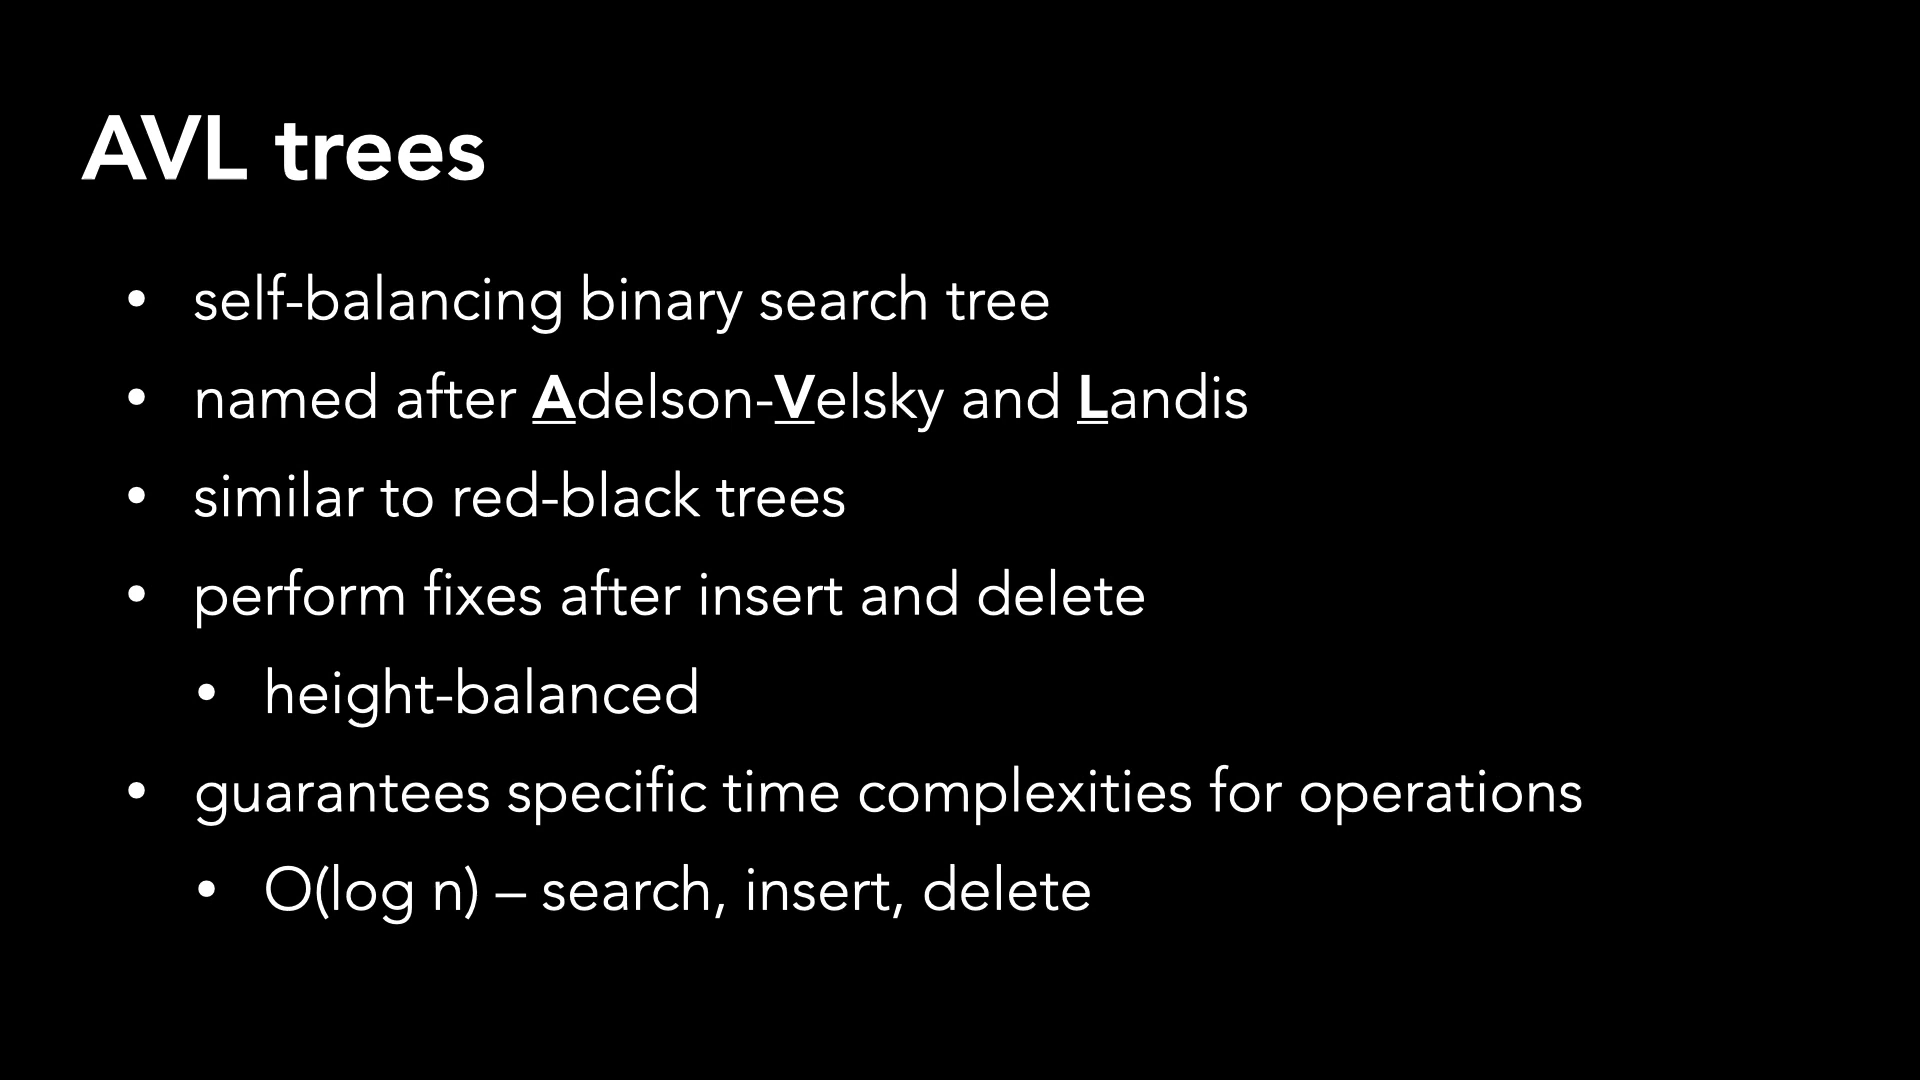 AVL trees
• self-balancing binary search tree
• named after Adelson-Velsky and Landis
• similar to red-black trees
• perform fixes after insert and delete
• height-balanced
• guarantees specific time complexities for operations
• O(log n) – search, insert, delete